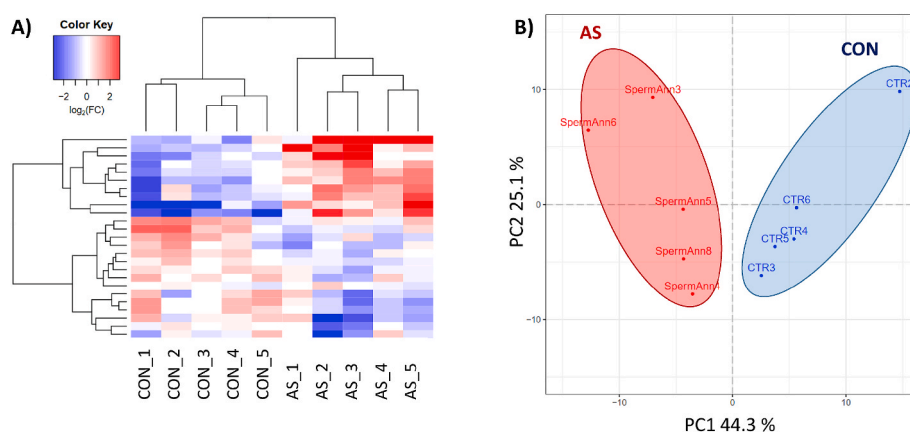 A)
Color Key
−2 0 2
log2(FC)
CON_1
CON_2
CON_3
CON_4
CON_5
AS_1
AS_2
AS_3
AS_4
AS_5
B)
AS
CON
CTR2
SpermAnn3
SpermAnn6
SpermAnn5
CTR6
CTR4
CTR5
SpermAnn8
CTR3
10
0
−10
PC2 25.1 %
−10 0 10
PC1 44.3 %